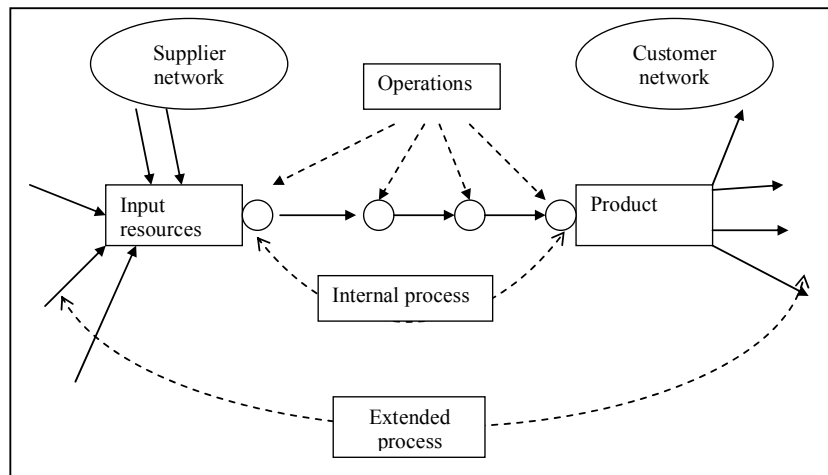 Supplier
network
Customer
network
Operations
Input
resources
Product
Internal process
Extended
process